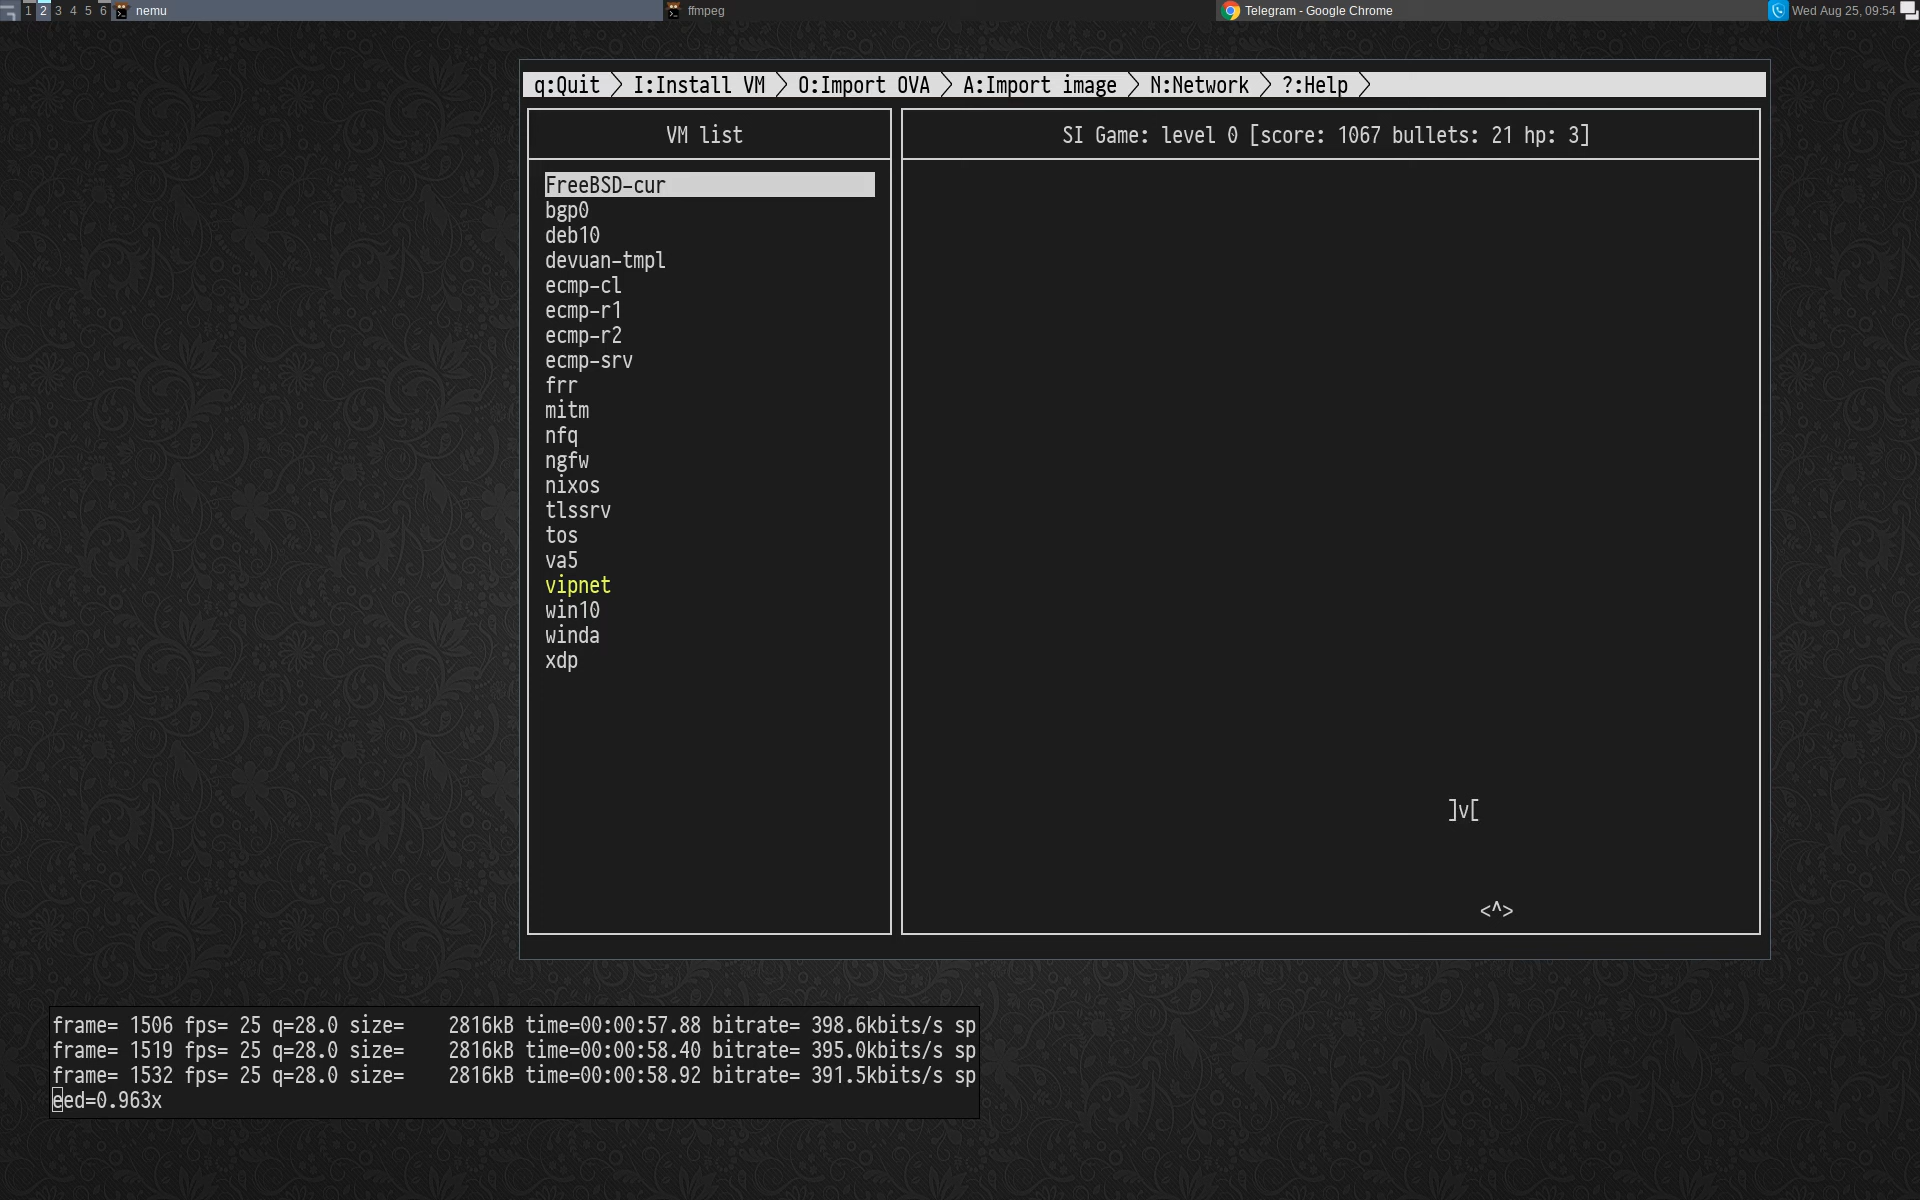 1 2 3 4 5 6 nemu ffmpeg Telegram - Google Chrome Wed Aug 25, 09:54
q:Quit I:Install VM O:Import OVA A:Import image N:Network ?:Help
VM list
SI Game: level 0 [score: 1067 bullets: 21 hp: 3]
FreeBSD-cur
bgp0
deb10
devuan-tmpl
ecmp-cl
ecmp-r1
ecmp-r2
ecmp-srv
frr
mitm
nfq
ngfw
nixos
tlssrv
tos
va5
vipnet
win10
winda
xdp
]v[
<^>
frame= 1506 fps= 25 q=28.0 size=    2816kB time=00:00:57.88 bitrate= 398.6kbits/s sp
frame= 1519 fps= 25 q=28.0 size=    2816kB time=00:00:58.40 bitrate= 395.0kbits/s sp
frame= 1532 fps= 25 q=28.0 size=    2816kB time=00:00:58.92 bitrate= 391.5kbits/s sp
eed=0.963x